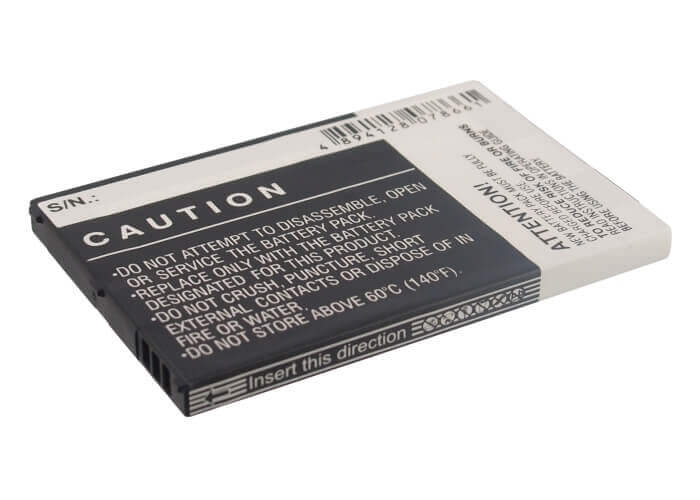 S/N.:
4894128078661
CAUTION
•DO NOT ATTEMPT TO DISASSEMBLE, OPEN
OR SERVICE THE BATTERY PACK.
•REPLACE ONLY WITH THE BATTERY
DESIGNATED FOR THIS PRODUCT.
•DO NOT CRUSH, PUNCTURE, SHORT
EXTERNAL CONTACTS OR DISPOSE OF IN
FIRE OR WATER.
•DO NOT STORE ABOVE 60°C (140°F).
Insert this direction
ATTENTION!
NEW BATTERY PACK MUST BE FULLY
CHARGED BEFORE USE.
TO REDUCE RISK OF FIRE OR BURNS,
READ INSTRUCTION IN OPERATING GUIDE
BEFORE USING THE BATTERY.